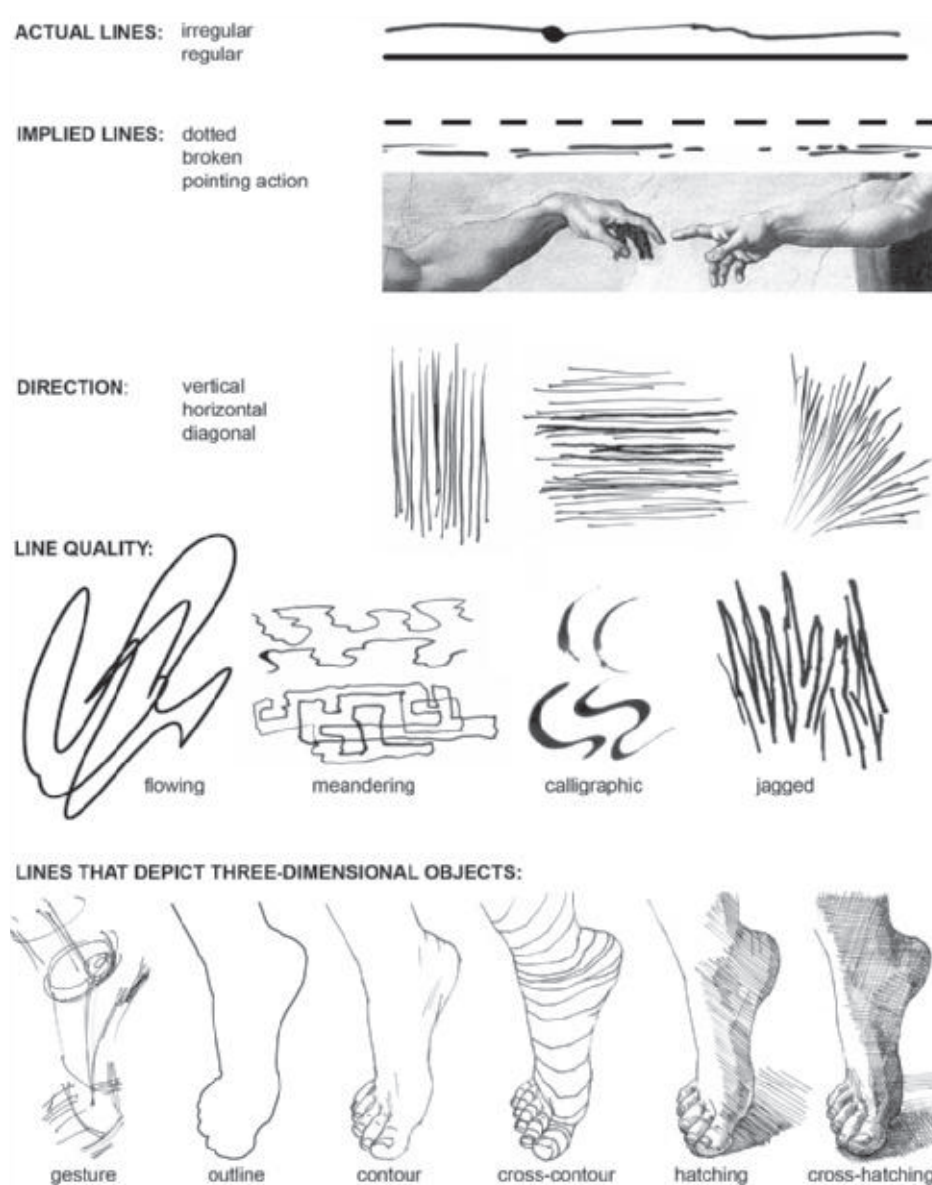 ACTUAL LINES: irregular
regular
IMPLIED LINES: dotted
broken
pointing action
DIRECTION: vertical
horizontal
diagonal
LINE QUALITY:
flowing meandering calligraphic jagged
LINES THAT DEPICT THREE-DIMENSIONAL OBJECTS:
gesture outline contour cross-contour hatching cross-hatching